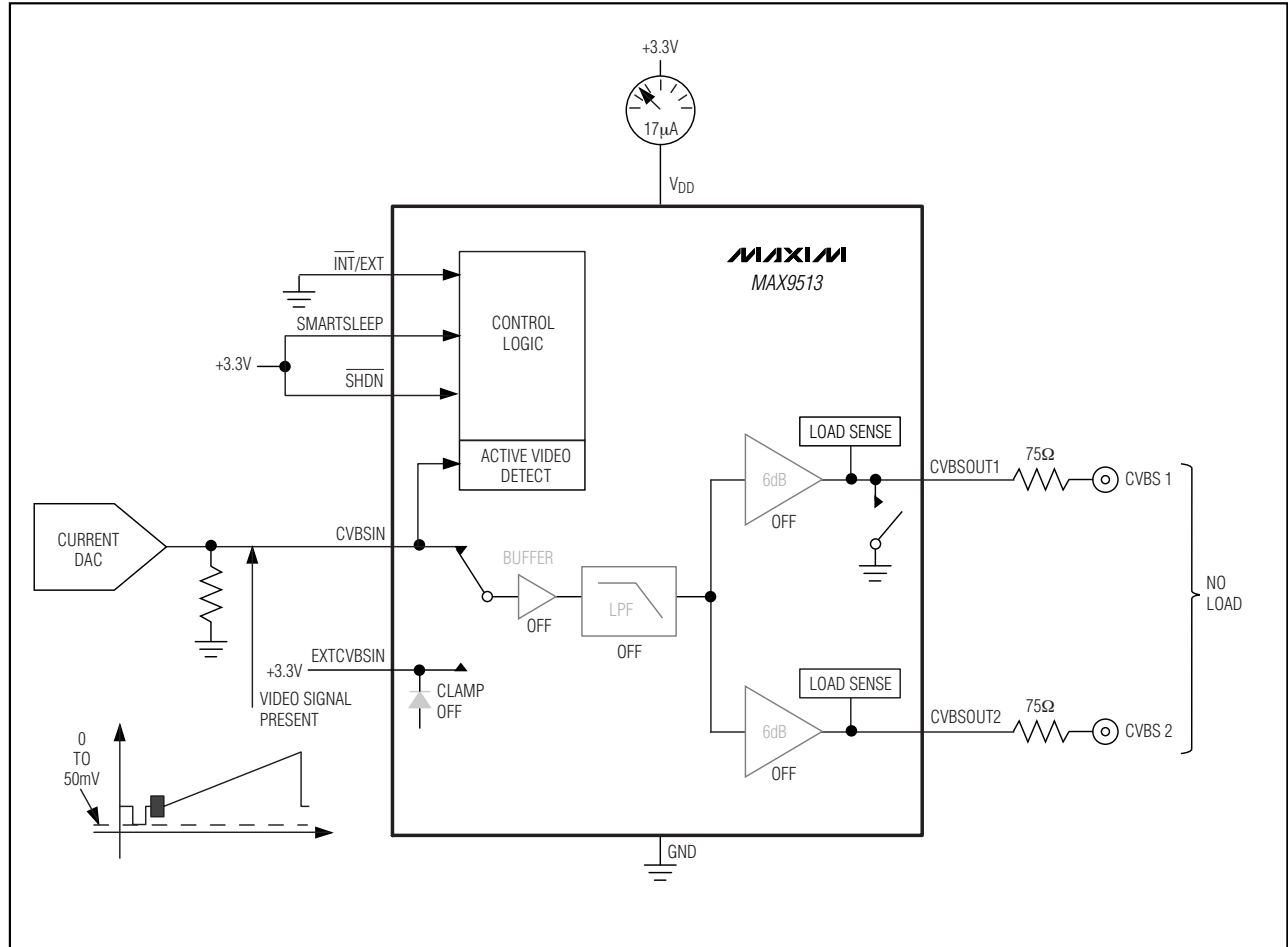 +3.3V
17μA
VDD
MAXIM
MAX9513
INT/EXT
SMARTSLEEP
+3.3V
SHDN
CONTROL
LOGIC
ACTIVE VIDEO
DETECT
LOAD SENSE
6dB
OFF
CVBSOUT1
75Ω
CVBS 1
CURRENT
DAC
CVBSIN
BUFFER
OFF
LPF
OFF
NO
LOAD
+3.3V
EXTCVBSIN
CLAMP
OFF
VIDEO SIGNAL
PRESENT
LOAD SENSE
6dB
OFF
CVBSOUT2
75Ω
CVBS 2
0
TO
50mV
GND